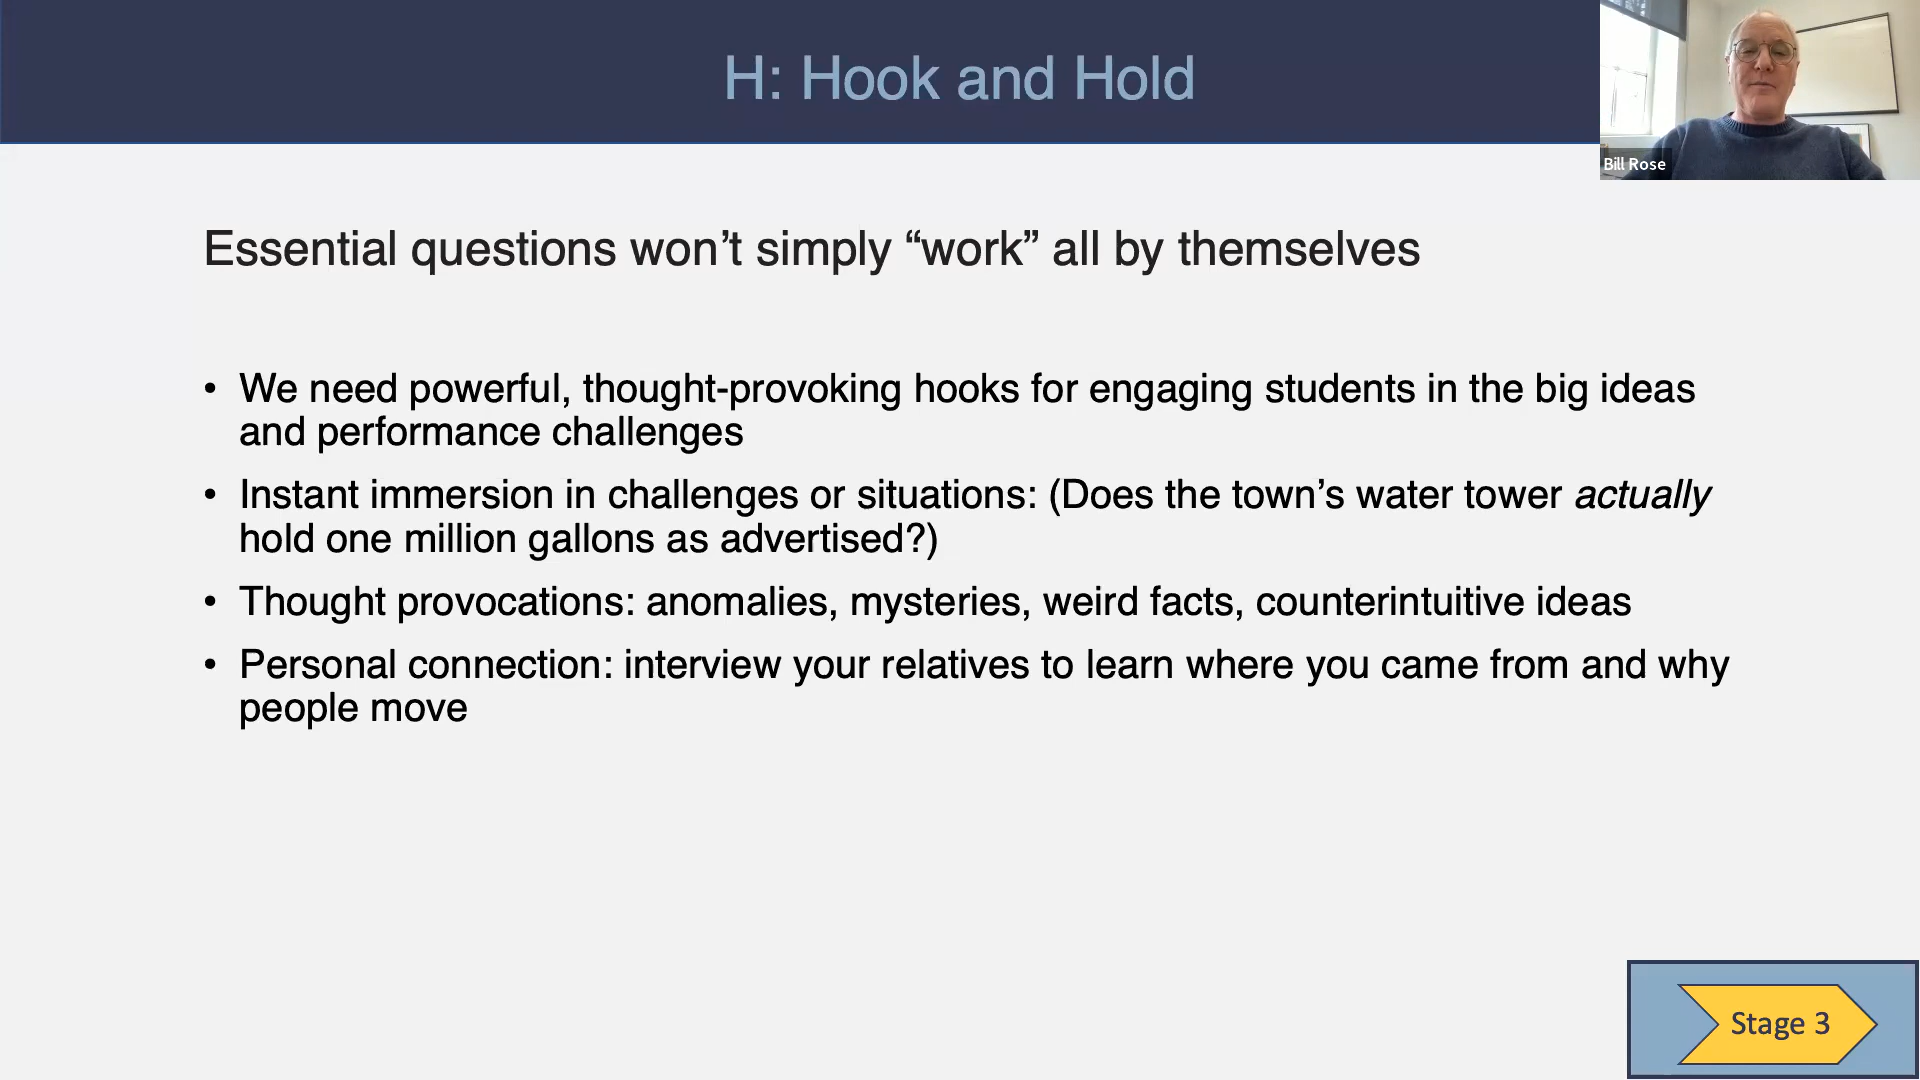 H: Hook and Hold
Bill Rose
Essential questions won’t simply “work” all by themselves
• We need powerful, thought-provoking hooks for engaging students in the big ideas
and performance challenges
• Instant immersion in challenges or situations: (Does the town’s water tower actually
hold one million gallons as advertised?)
• Thought provocations: anomalies, mysteries, weird facts, counterintuitive ideas
• Personal connection: interview your relatives to learn where you came from and why
people move
Stage 3